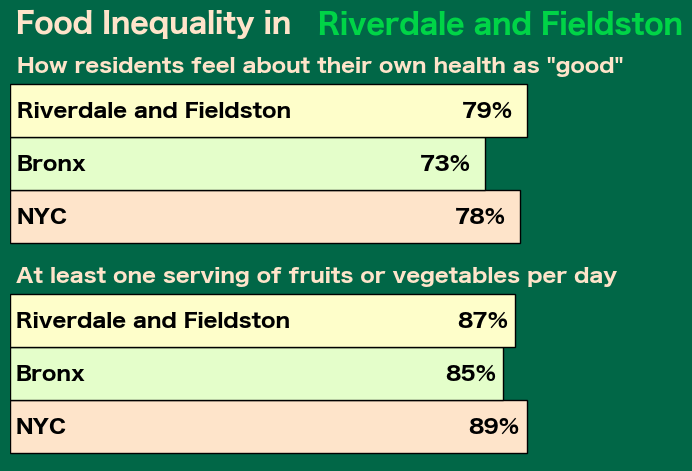 Food Inequality in Riverdale and Fieldston
How residents feel about their own health as "good"
Riverdale and Fieldston 79%
Bronx 73%
NYC 78%
At least one serving of fruits or vegetables per day
Riverdale and Fieldston 87%
Bronx 85%
NYC 89%